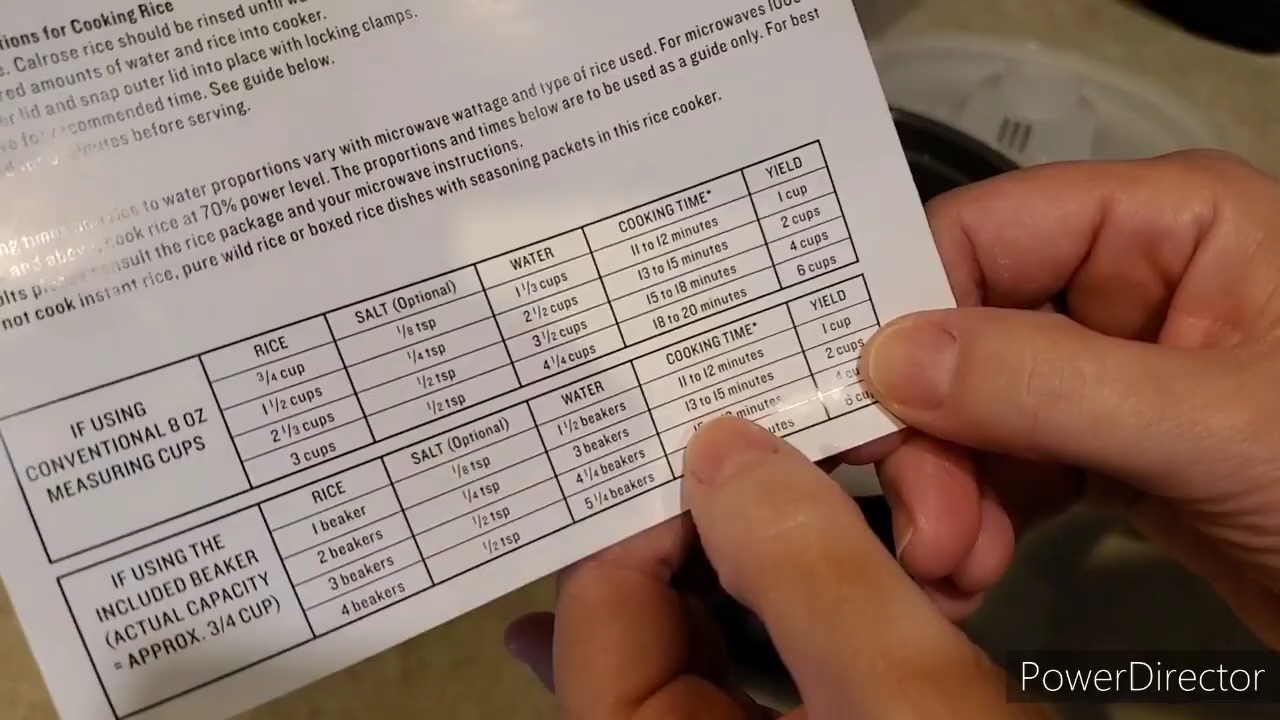 tions for Cooking Rice
e. Calrose rice should be rinsed until
red amounts of water and rice into cooker.
er lid and snap outer lid into place with locking clamps.
recommended time. See guide below.
minutes before serving.
to water proportions vary with microwave wattage and type of rice used. For microwaves
and above, cook rice at 70% power level. The proportions and times below are to be used as a guide only. For best
consult the rice package and your microwave instructions.
not cook instant rice, pure wild rice or boxed rice dishes with seasoning packets in this rice cooker.
IF USING CONVENTIONAL 8 OZ MEASURING CUPS
RICE SALT (Optional) WATER COOKING TIME* YIELD
3/4 cup 1/8 tsp 1 1/3 cups 11 to 12 minutes 1 cup
1 1/2 cups 1/4 tsp 2 1/2 cups 13 to 15 minutes 2 cups
2 1/3 cups 1/2 tsp 3 1/2 cups 15 to 18 minutes 4 cups
3 cups 1/2 tsp 4 1/4 cups 18 to 20 minutes 6 cups
IF USING THE INCLUDED BEAKER (ACTUAL CAPACITY = APPROX. 3/4 CUP)
RICE SALT (Optional) WATER COOKING TIME* YIELD
1 beaker 1/8 tsp 1 1/2 beakers 11 to 12 minutes 1 cup
2 beakers 1/4 tsp 3 beakers 13 to 15 minutes 2 cups
3 beakers 1/2 tsp 4 1/4 beakers minutes 4
4 beakers 1/2 tsp 5 1/4 beakers 6
PowerDirector